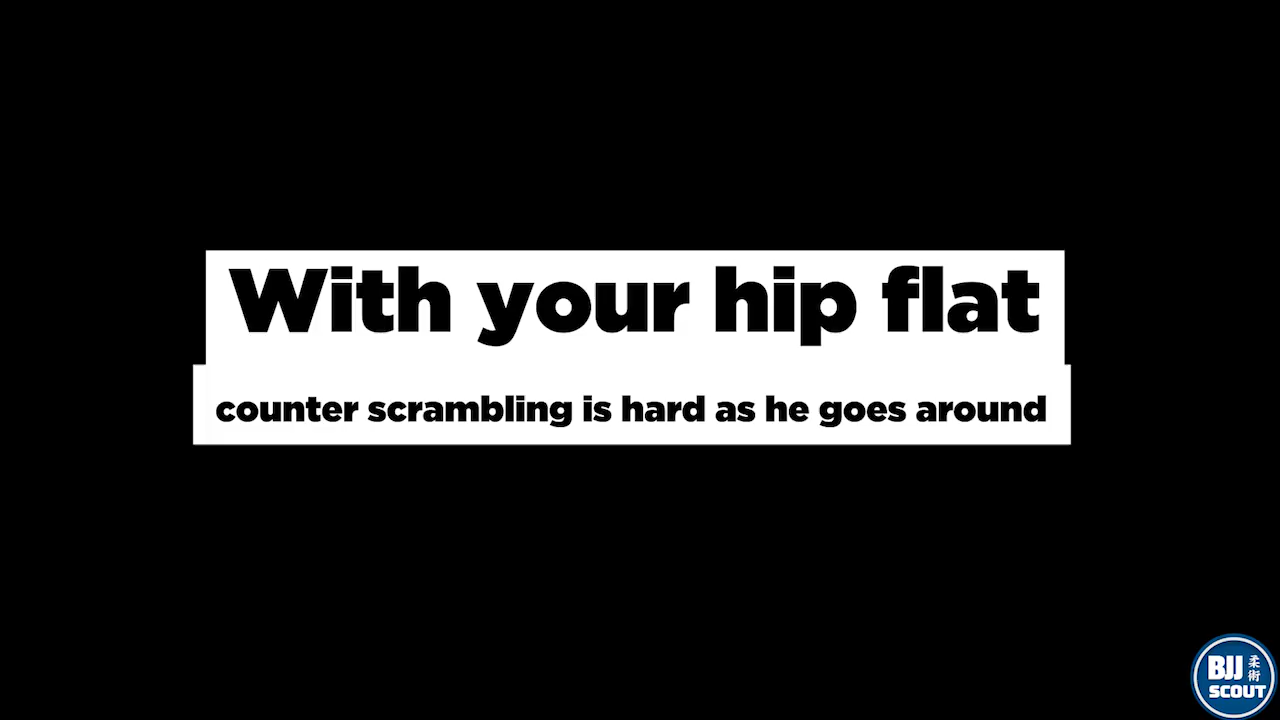 With your hip flat
counter scrambling is hard as he goes around
BJJ 柔術
SCOUT